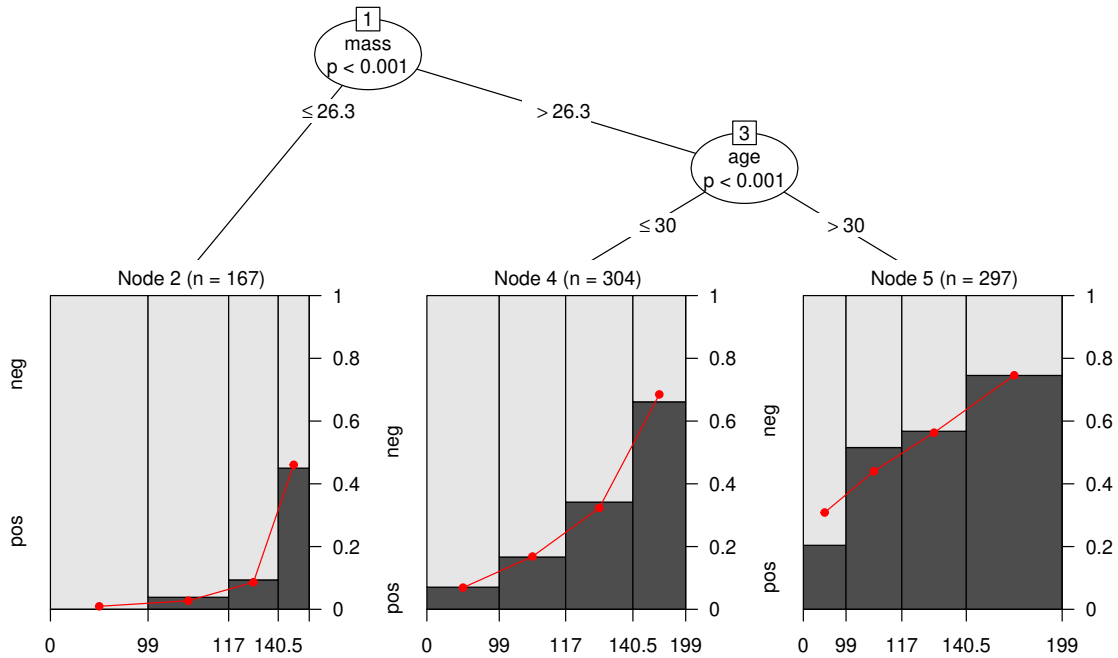 1
mass
p < 0.001
≤ 26.3
> 26.3
3
age
p < 0.001
≤ 30
> 30
Node 2 (n = 167)
neg
pos
0
99
117
140.5
0
0.2
0.4
0.6
0.8
1
Node 4 (n = 304)
neg
pos
0
99
117
140.5
199
0
0.2
0.4
0.6
0.8
1
Node 5 (n = 297)
neg
pos
0
99
117
140.5
199
0
0.2
0.4
0.6
0.8
1